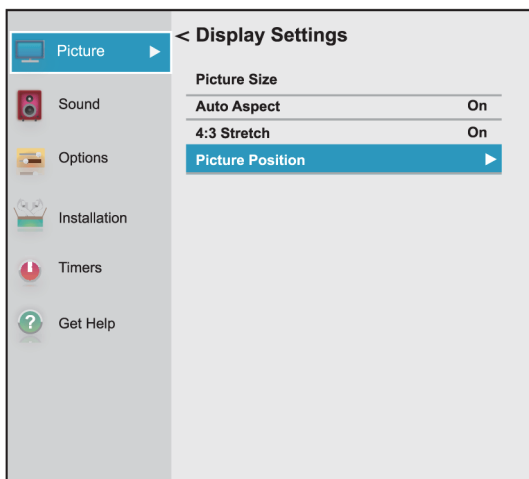 < Display Settings
Picture
Sound
Options
Installation
Timers
? Get Help
Picture Size
Auto Aspect On
4:3 Stretch On
Picture Position